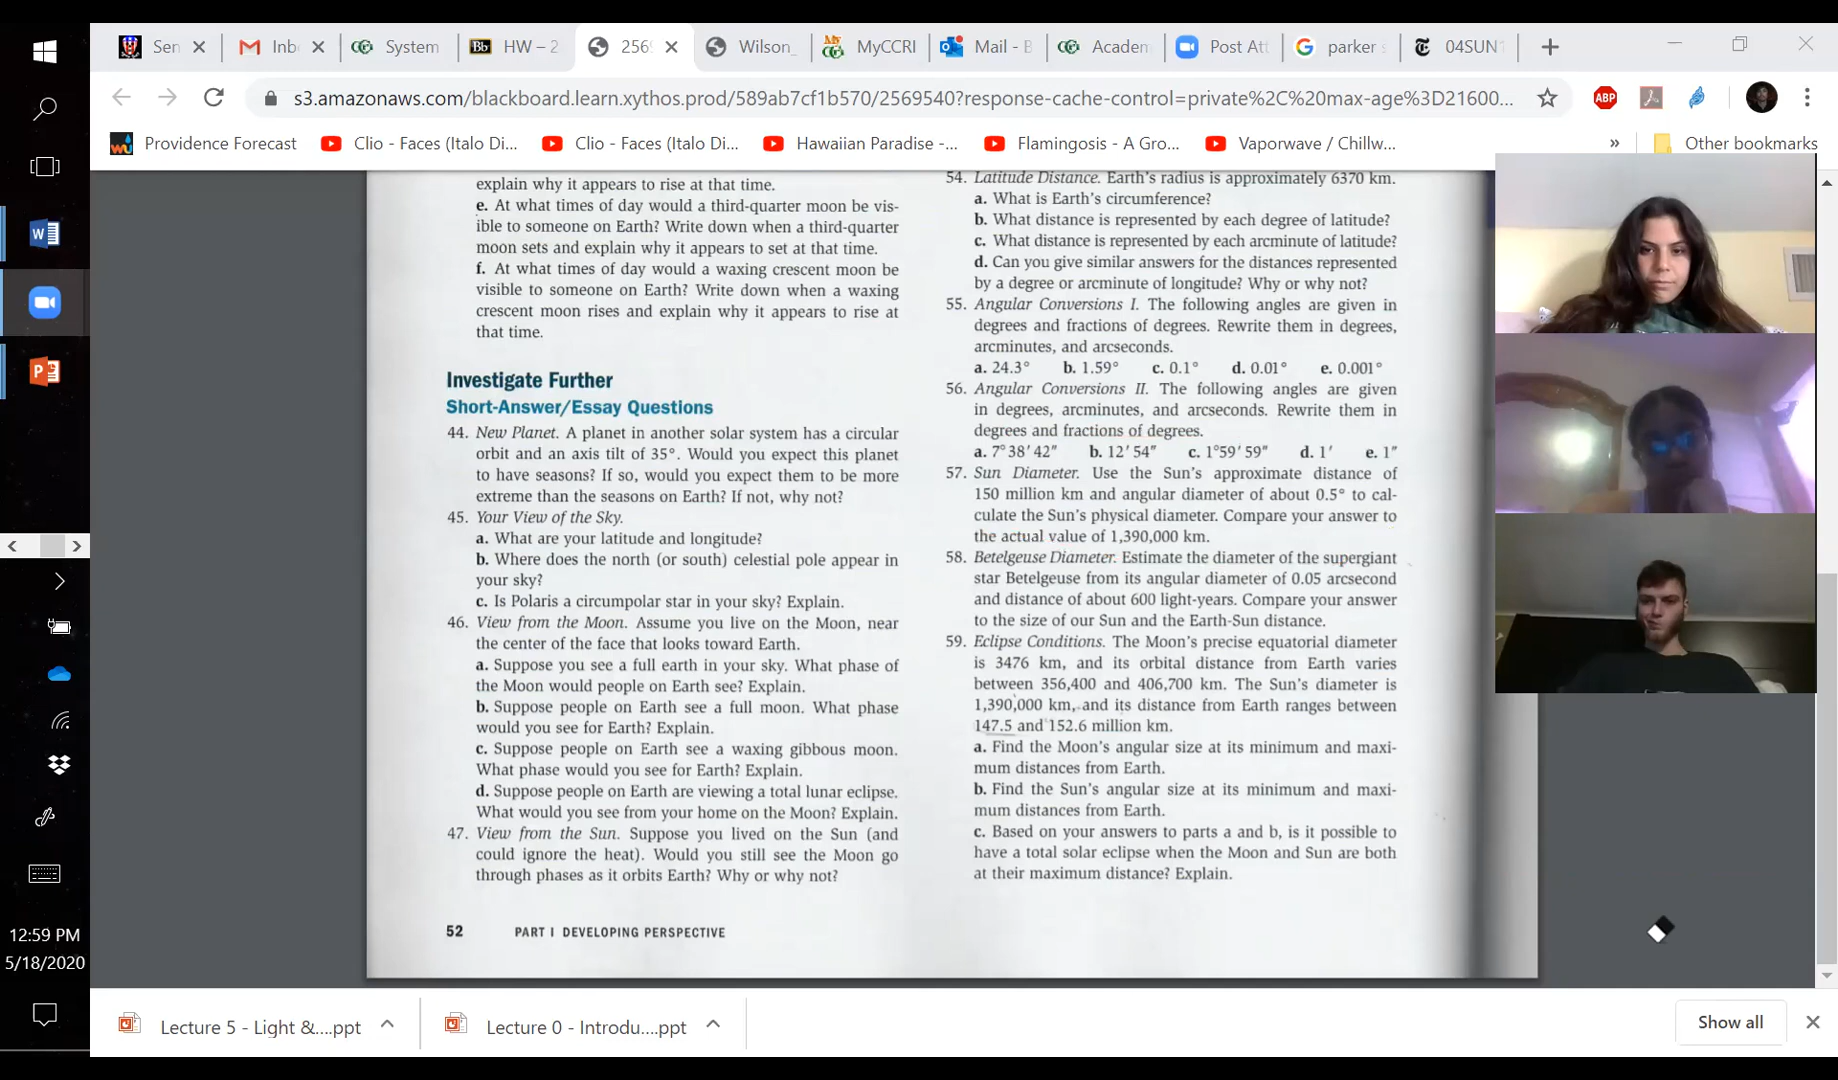 Sen
Inb
System
HW – 2
256
Wilson_
MyCCRI
Mail - B
Academ
Post Att
parker s
04SUN
s3.amazonaws.com/blackboard.learn.xythos.prod/589ab7cf1b570/2569540?response-cache-control=private%2C%20max-age%3D21600...
ABP
Providence Forecast
Clio - Faces (Italo Di...
Clio - Faces (Italo Di...
Hawaiian Paradise -...
Flamingosis - A Gro...
Vaporwave / Chillw...
»
Other bookmarks
explain why it appears to rise at that time.
e. At what times of day would a third-quarter moon be vis-
ible to someone on Earth? Write down when a third-quarter
moon sets and explain why it appears to set at that time.
f. At what times of day would a waxing crescent moon be
visible to someone on Earth? Write down when a waxing
crescent moon rises and explain why it appears to rise at
that time.
Investigate Further
Short-Answer/Essay Questions
44. New Planet. A planet in another solar system has a circular
orbit and an axis tilt of 35°. Would you expect this planet
to have seasons? If so, would you expect them to be more
extreme than the seasons on Earth? If not, why not?
45. Your View of the Sky.
a. What are your latitude and longitude?
b. Where does the north (or south) celestial pole appear in
your sky?
c. Is Polaris a circumpolar star in your sky? Explain.
46. View from the Moon. Assume you live on the Moon, near
the center of the face that looks toward Earth.
a. Suppose you see a full earth in your sky. What phase of
the Moon would people on Earth see? Explain.
b. Suppose people on Earth see a full moon. What phase
would you see for Earth? Explain.
c. Suppose people on Earth see a waxing gibbous moon.
What phase would you see for Earth? Explain.
d. Suppose people on Earth are viewing a total lunar eclipse.
What would you see from your home on the Moon? Explain.
47. View from the Sun. Suppose you lived on the Sun (and
could ignore the heat). Would you still see the Moon go
through phases as it orbits Earth? Why or why not?
52 PART I DEVELOPING PERSPECTIVE
54. Latitude Distance. Earth's radius is approximately 6370 km.
a. What is Earth's circumference?
b. What distance is represented by each degree of latitude?
c. What distance is represented by each arcminute of latitude?
d. Can you give similar answers for the distances represented
by a degree or arcminute of longitude? Why or why not?
55. Angular Conversions I. The following angles are given in
degrees and fractions of degrees. Rewrite them in degrees,
arcminutes, and arcseconds.
a. 24.3° b. 1.59° c. 0.1° d. 0.01° e. 0.001°
56. Angular Conversions II. The following angles are given
in degrees, arcminutes, and arcseconds. Rewrite them in
degrees and fractions of degrees.
a. 7°38′42″ b. 12′54″ c. 1°59′59″ d. 1′ e. 1″
57. Sun Diameter. Use the Sun's approximate distance of
150 million km and angular diameter of about 0.5° to cal-
culate the Sun's physical diameter. Compare your answer to
the actual value of 1,390,000 km.
58. Betelgeuse Diameter. Estimate the diameter of the supergiant
star Betelgeuse from its angular diameter of 0.05 arcsecond
and distance of about 600 light-years. Compare your answer
to the size of our Sun and the Earth-Sun distance.
59. Eclipse Conditions. The Moon's precise equatorial diameter
is 3476 km, and its orbital distance from Earth varies
between 356,400 and 406,700 km. The Sun's diameter is
1,390,000 km, and its distance from Earth ranges between
147.5 and 152.6 million km.
a. Find the Moon's angular size at its minimum and maxi-
mum distances from Earth.
b. Find the Sun's angular size at its minimum and maxi-
mum distances from Earth.
c. Based on your answers to parts a and b, is it possible to
have a total solar eclipse when the Moon and Sun are both
at their maximum distance? Explain.
12:59 PM
5/18/2020
Lecture 5 - Light &....ppt
Lecture 0 - Introdu....ppt
Show all